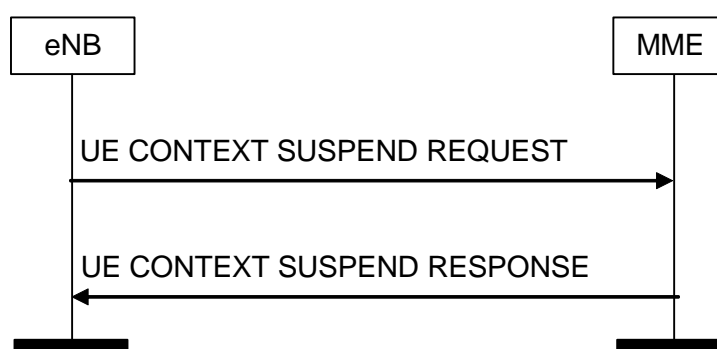 eNB
MME
UE CONTEXT SUSPEND REQUEST
UE CONTEXT SUSPEND RESPONSE